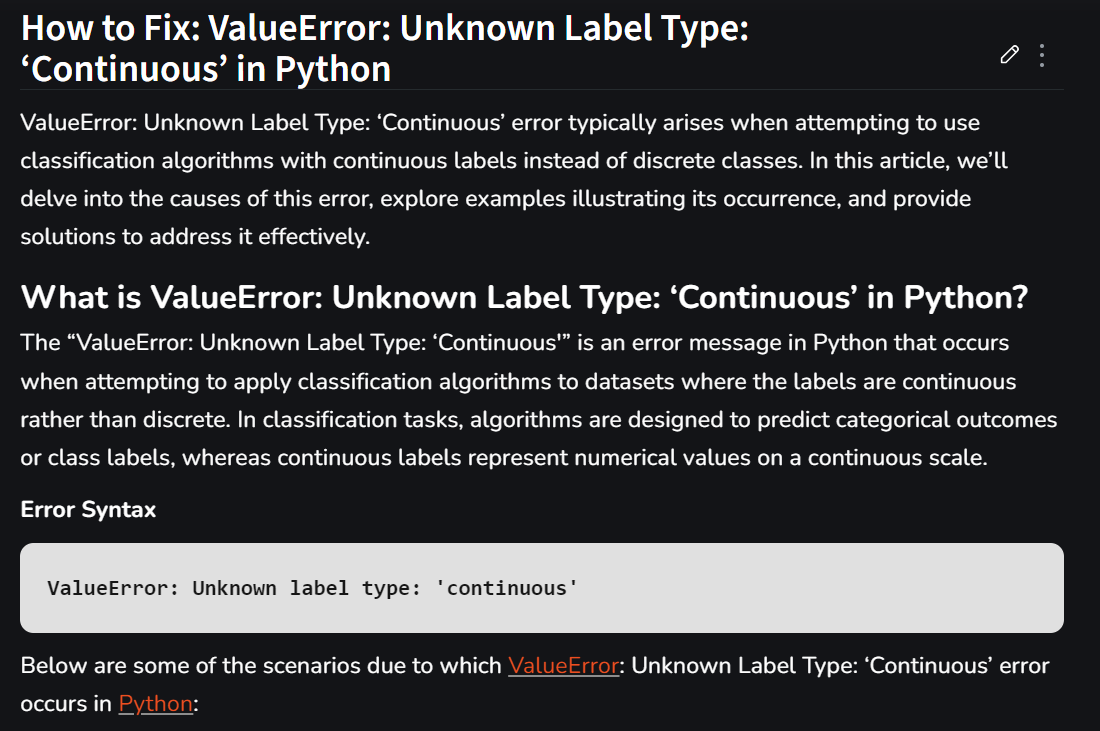 How to Fix: ValueError: Unknown Label Type:
‘Continuous’ in Python
ValueError: Unknown Label Type: ‘Continuous’ error typically arises when attempting to use
classification algorithms with continuous labels instead of discrete classes. In this article, we’ll
delve into the causes of this error, explore examples illustrating its occurrence, and provide
solutions to address it effectively.
What is ValueError: Unknown Label Type: ‘Continuous’ in Python?
The “ValueError: Unknown Label Type: ‘Continuous'” is an error message in Python that occurs
when attempting to apply classification algorithms to datasets where the labels are continuous
rather than discrete. In classification tasks, algorithms are designed to predict categorical outcomes
or class labels, whereas continuous labels represent numerical values on a continuous scale.
Error Syntax
ValueError: Unknown label type: 'continuous'
Below are some of the scenarios due to which ValueError: Unknown Label Type: ‘Continuous’ error
occurs in Python: